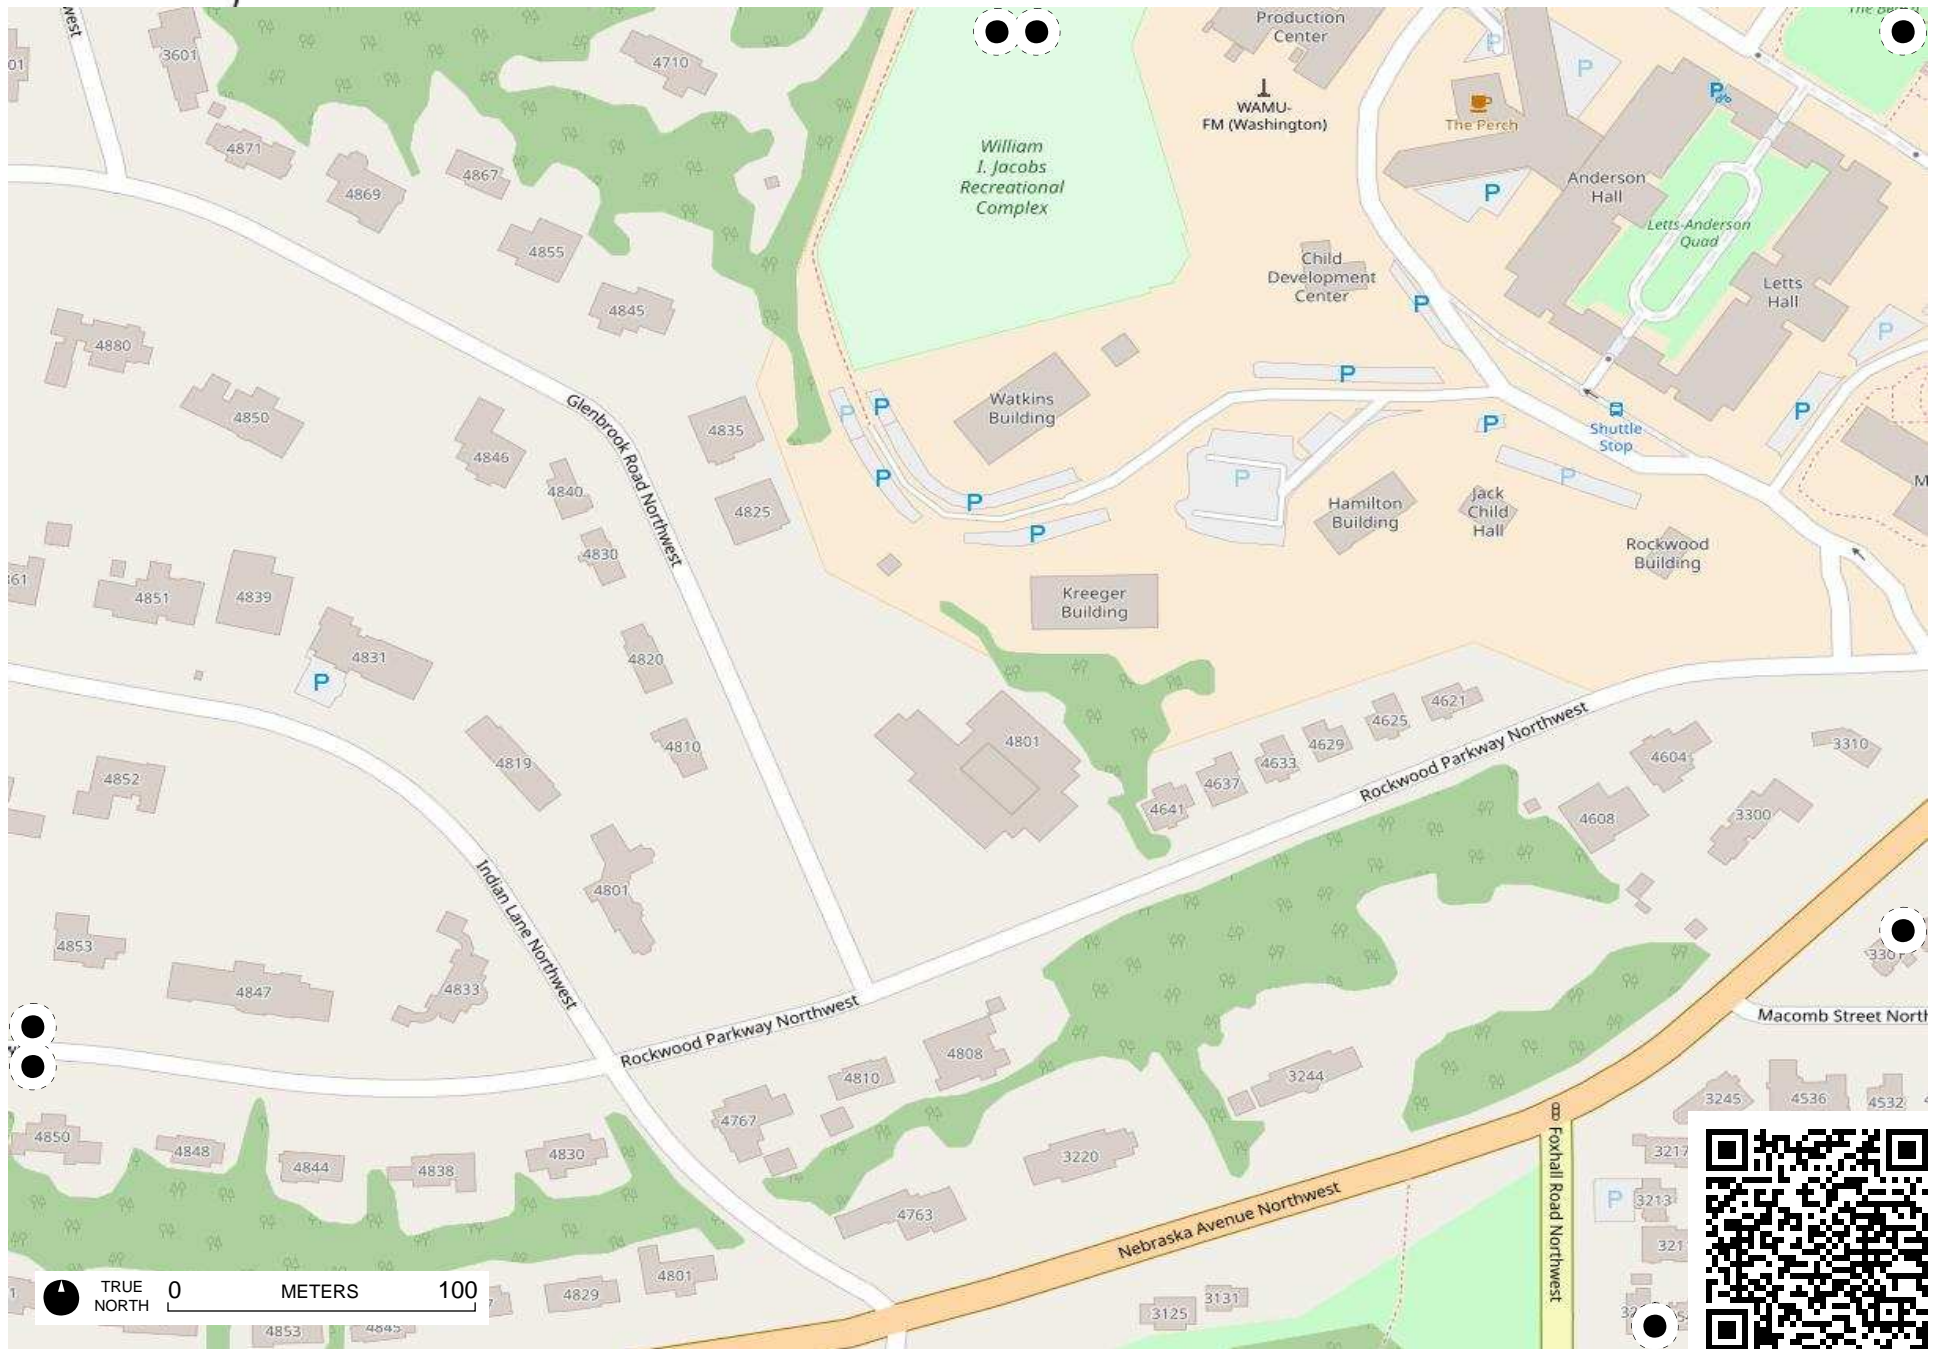 3601
4710
Production
Center
WAMU-
FM (Washington)
P
P
P
The Perch
William
I. Jacobs
Recreational
Complex
P
Anderson
Hall
Letts-Anderson
Quad
Letts
Hall
4871
4869
4867
4855
4845
Child
Development
Center
P
P
P
4880
4850
4846
4840
4835
4825
4830
Glenbrook Road Northwest
P
P
P
P
P
Watkins
Building
P
P
P
P
P
Shuttle
Stop
Hamilton
Building
Jack
Child
Hall
Rockwood
Building
Kreeger
Building
4851
4839
4831
P
4820
4810
4819
4801
4801
4641
4637
4633
4629
4625
4621
Rockwood Parkway Northwest
4604
3310
4608
3300
4852
4853
4847
4833
Indian Lane Northwest
Rockwood Parkway Northwest
4808
4810
4767
3244
3220
4763
Macomb Street North
3245
4536
4532
3217
P
3213
Foxhall Road Northwest
Nebraska Avenue Northwest
4850
4848
4844
4838
4830
4801
4829
4853
4845
3125
3131
TRUE
NORTH
0 METERS 100